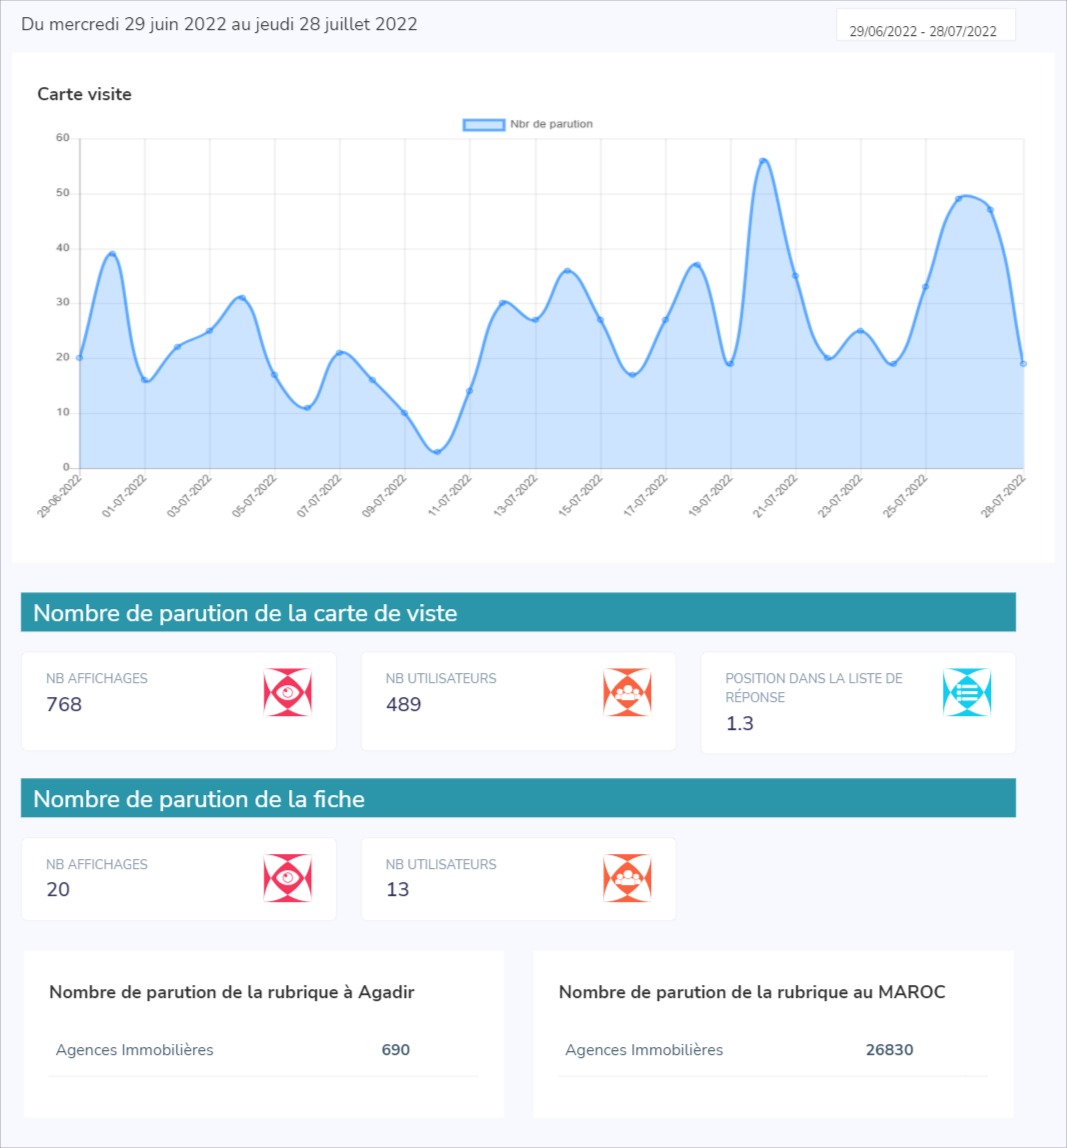 Du mercredi 29 juin 2022 au jeudi 28 juillet 2022
29/06/2022 - 28/07/2022
Carte visite
Nbr de parution
60
50
40
30
20
10
0
29-06-2022
01-07-2022
03-07-2022
05-07-2022
07-07-2022
09-07-2022
11-07-2022
13-07-2022
15-07-2022
17-07-2022
19-07-2022
21-07-2022
23-07-2022
25-07-2022
28-07-2022
Nombre de parution de la carte de viste
NB AFFICHAGES
768
NB UTILISATEURS
489
POSITION DANS LA LISTE DE
RÉPONSE
1.3
Nombre de parution de la fiche
NB AFFICHAGES
20
NB UTILISATEURS
13
Nombre de parution de la rubrique à Agadir
Agences Immobilières 690
Nombre de parution de la rubrique au MAROC
Agences Immobilières 26830